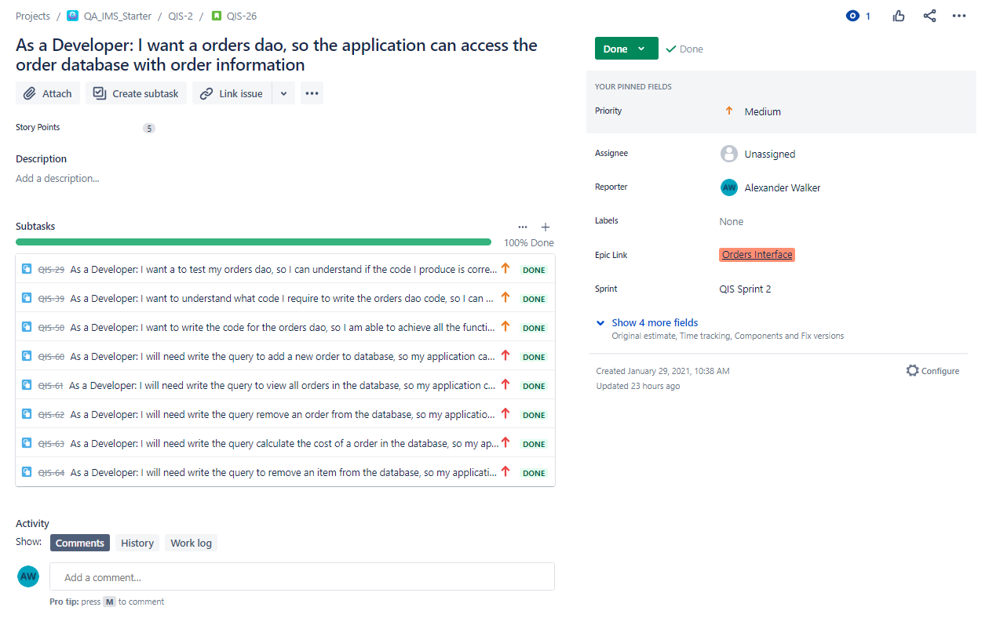 Projects / QA_IMS_Starter / QIS-2 / QIS-26
1
As a Developer: I want a orders dao, so the application can access the
order database with order information
Attach
Create subtask
Link issue
Story Points 5
Description
Add a description...
Subtasks
100% Done
QIS-29 As a Developer: I want a to test my orders dao, so I can understand if the code I produce is corre... DONE
QIS-39 As a Developer: I want to understand what code I require to write the orders dao code, so I can ... DONE
QIS-50 As a Developer: I want to write the code for the orders dao, so I am able to achieve all the functi... DONE
QIS-60 As a Developer: I will need write the query to add a new order to database, so my application ca... DONE
QIS-61 As a Developer: I will need write the query to view all orders in the database, so my application c... DONE
QIS-62 As a Developer: I will need write the query remove an order from the database, so my applicatio... DONE
QIS-63 As a Developer: I will need write the query calculate the cost of a order in the database, so my ap... DONE
QIS-64 As a Developer: I will need write the query to remove an item from the database, so my applicati... DONE
Activity
Show: Comments History Work log
AW Add a comment...
Pro tip: press M to comment
Done Done
YOUR PINNED FIELDS
Priority Medium
Assignee Unassigned
Reporter AW Alexander Walker
Labels None
Epic Link Orders Interface
Sprint QIS Sprint 2
Show 4 more fields
Original estimate, Time tracking, Components and Fix versions
Created January 29, 2021, 10:38 AM
Configure
Updated 23 hours ago